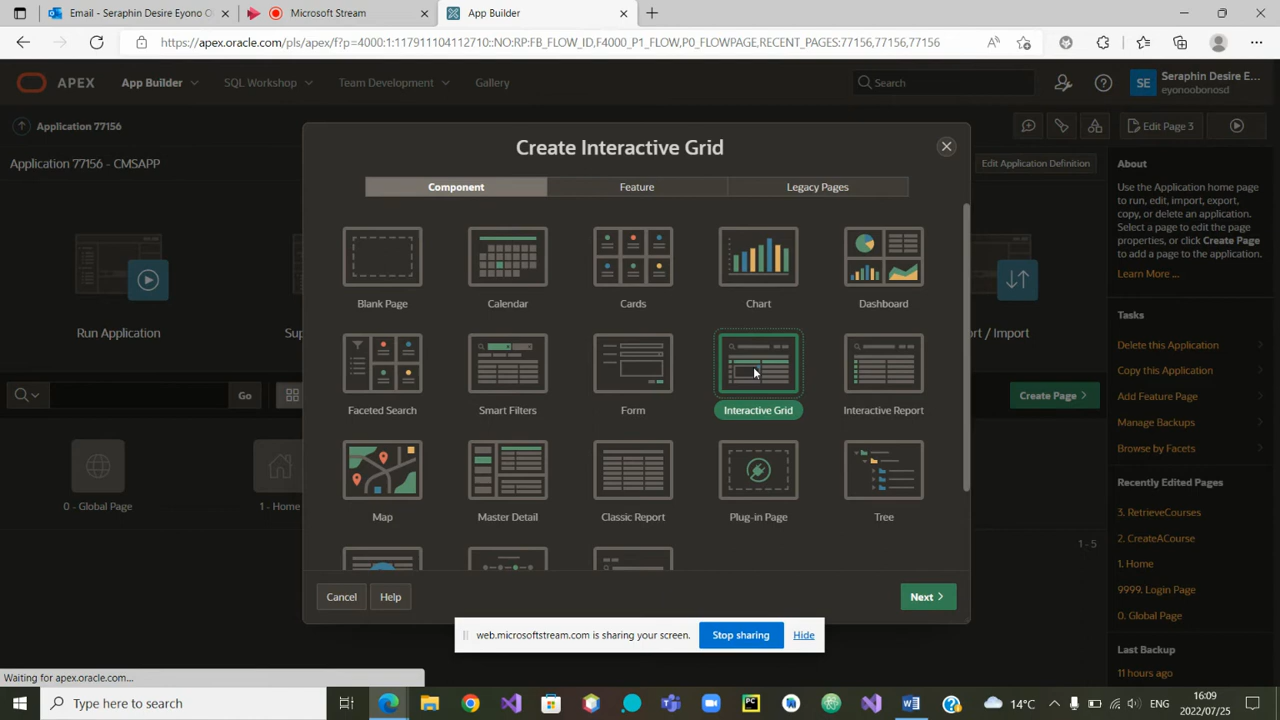 Email - Seraphin Desire Eyono O
Microsoft Stream
App Builder
https://apex.oracle.com/pls/apex/f?p=4000:1:117911104112710::NO:RP:FB_FLOW_ID,F4000_P1_FLOW,P0_FLOWPAGE,RECENT_PAGES:77156,77156,77156
APEX
App Builder
SQL Workshop
Team Development
Gallery
Search
SE
Seraphin Desire E...
eyonoobonosd
Application 77156
Edit Page 3
Application 77156 - CMSAPP
Edit Application Definition
Create Interactive Grid
Component
Feature
Legacy Pages
Blank Page
Calendar
Cards
Chart
Dashboard
Faceted Search
Smart Filters
Form
Interactive Grid
Interactive Report
Map
Master Detail
Classic Report
Plug-in Page
Tree
Cancel
Help
Next
Run Application
Sup
rt / Import
Go
Create Page
0 - Global Page
1 - Home
1 - 5
About
Use the Application home page
to run, edit, import, export,
copy, or delete an application.
Select a page to edit the page
properties, or click Create Page
to add a page to the application.
Learn More ...
Tasks
Delete this Application
Copy this Application
Add Feature Page
Manage Backups
Browse by Facets
Recently Edited Pages
3. RetrieveCourses
2. CreateACourse
1. Home
9999. Login Page
0. Global Page
Last Backup
11 hours ago
web.microsoftstream.com is sharing your screen.
Stop sharing
Hide
Waiting for apex.oracle.com...
Type here to search
PC
14°C
ENG
16:09
2022/07/25